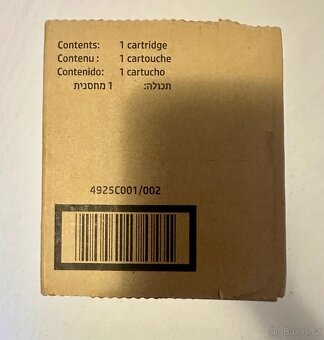 Contents: 1 cartridge
Contenu : 1 cartouche
Contenido: 1 cartucho
תכולה: 1 מחסנית
4925C001/002